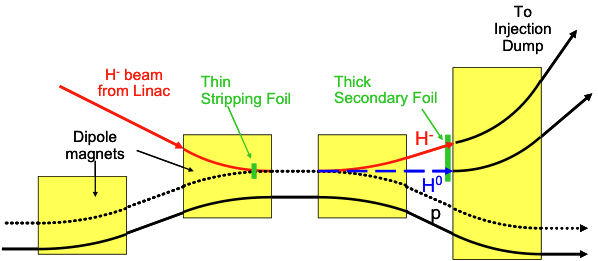 To
Injection
Dump
H- beam
from Linac
Thin
Stripping Foil
Thick
Secondary Foil
Dipole
magnets
H-
H0
p